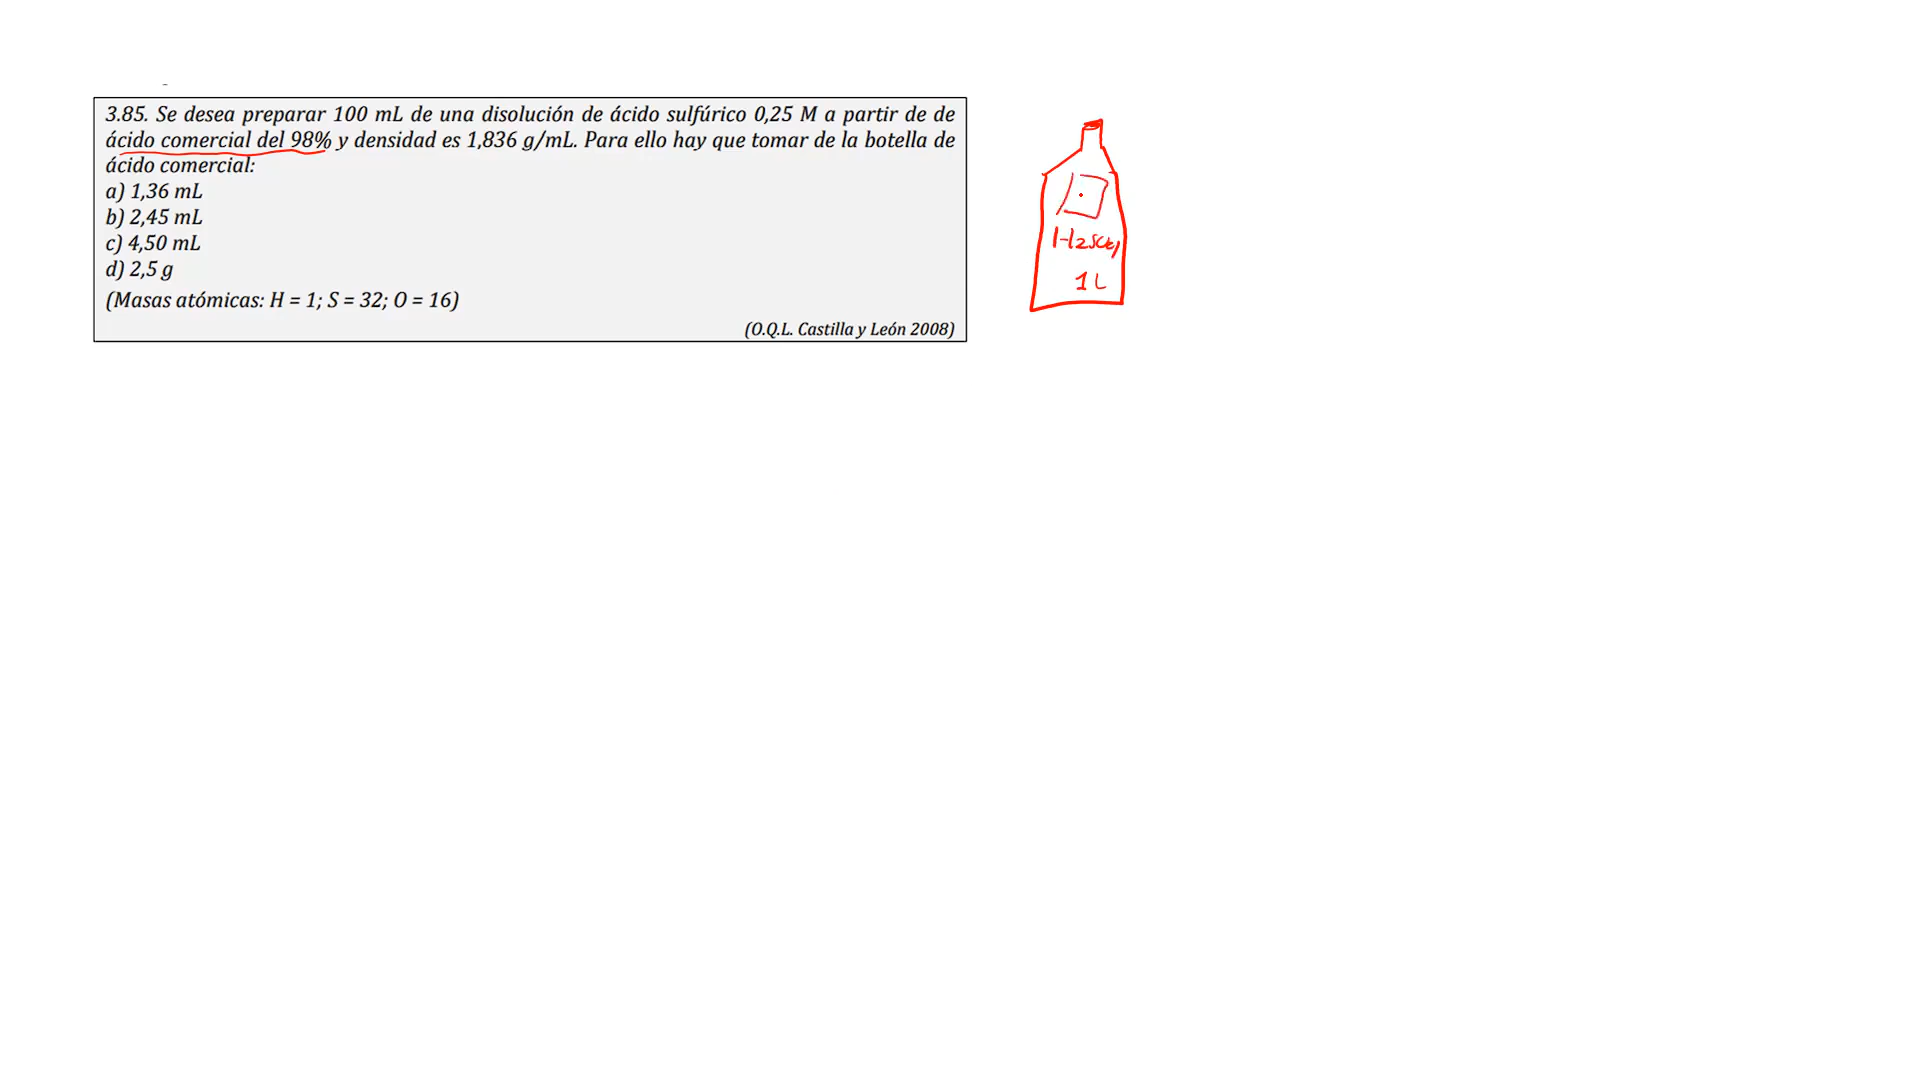 3.85. Se desea preparar 100 mL de una disolución de ácido sulfúrico 0,25 M a partir de de
ácido comercial del 98% y densidad es 1,836 g/mL. Para ello hay que tomar de la botella de
ácido comercial:
a) 1,36 mL
b) 2,45 mL
c) 4,50 mL
d) 2,5 g
(Masas atómicas: H = 1; S = 32; O = 16)
(O.Q.L. Castilla y León 2008)
H2SO4
1 L